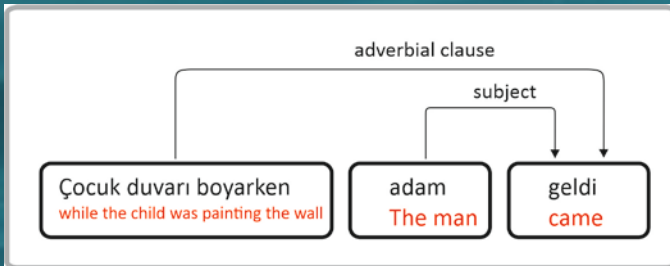 adverbial clause
subject
Çocuk duvarı boyarken
while the child was painting the wall
adam
The man
geldi
came